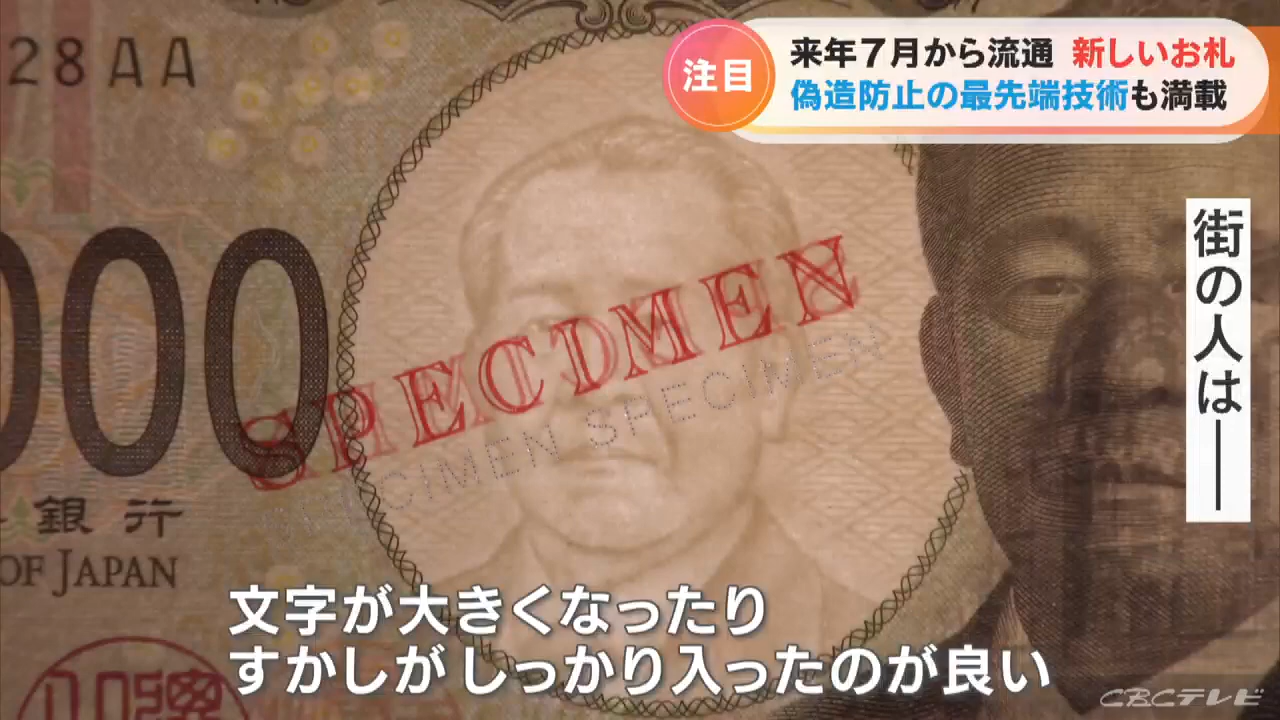 28AA
注目
来年7月から流通 新しいお札
偽造防止の最先端技術も満載
街の人は――
000
SPECIMEN
SPECIMEN SPECIMEN
銀行
OF JAPAN
文字が大きくなったり
すかしがしっかり入ったのが良い
CBCテレビ